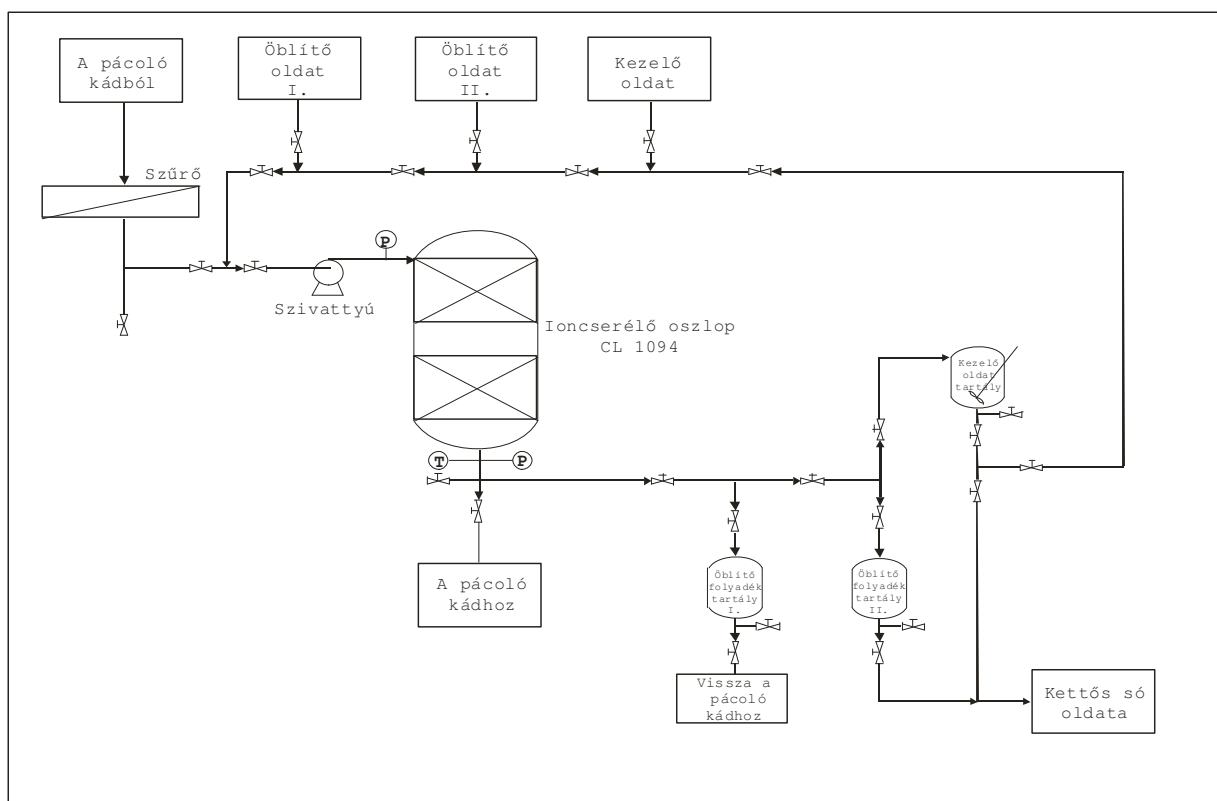 A pácoló
kádból
Öblítő
oldat
I.
Öblítő
oldat
II.
Kezelő
oldat
Szűrő
P
Szivattyú
Ioncserélő oszlop
CL 1094
Kezelő
oldat
tartály
T
P
A pácoló
kádhoz
Öblítő
folyadék
tartály
I.
Öblítő
folyadék
tartály
II.
Vissza a
pácoló
kádhoz
Kettős só
oldata